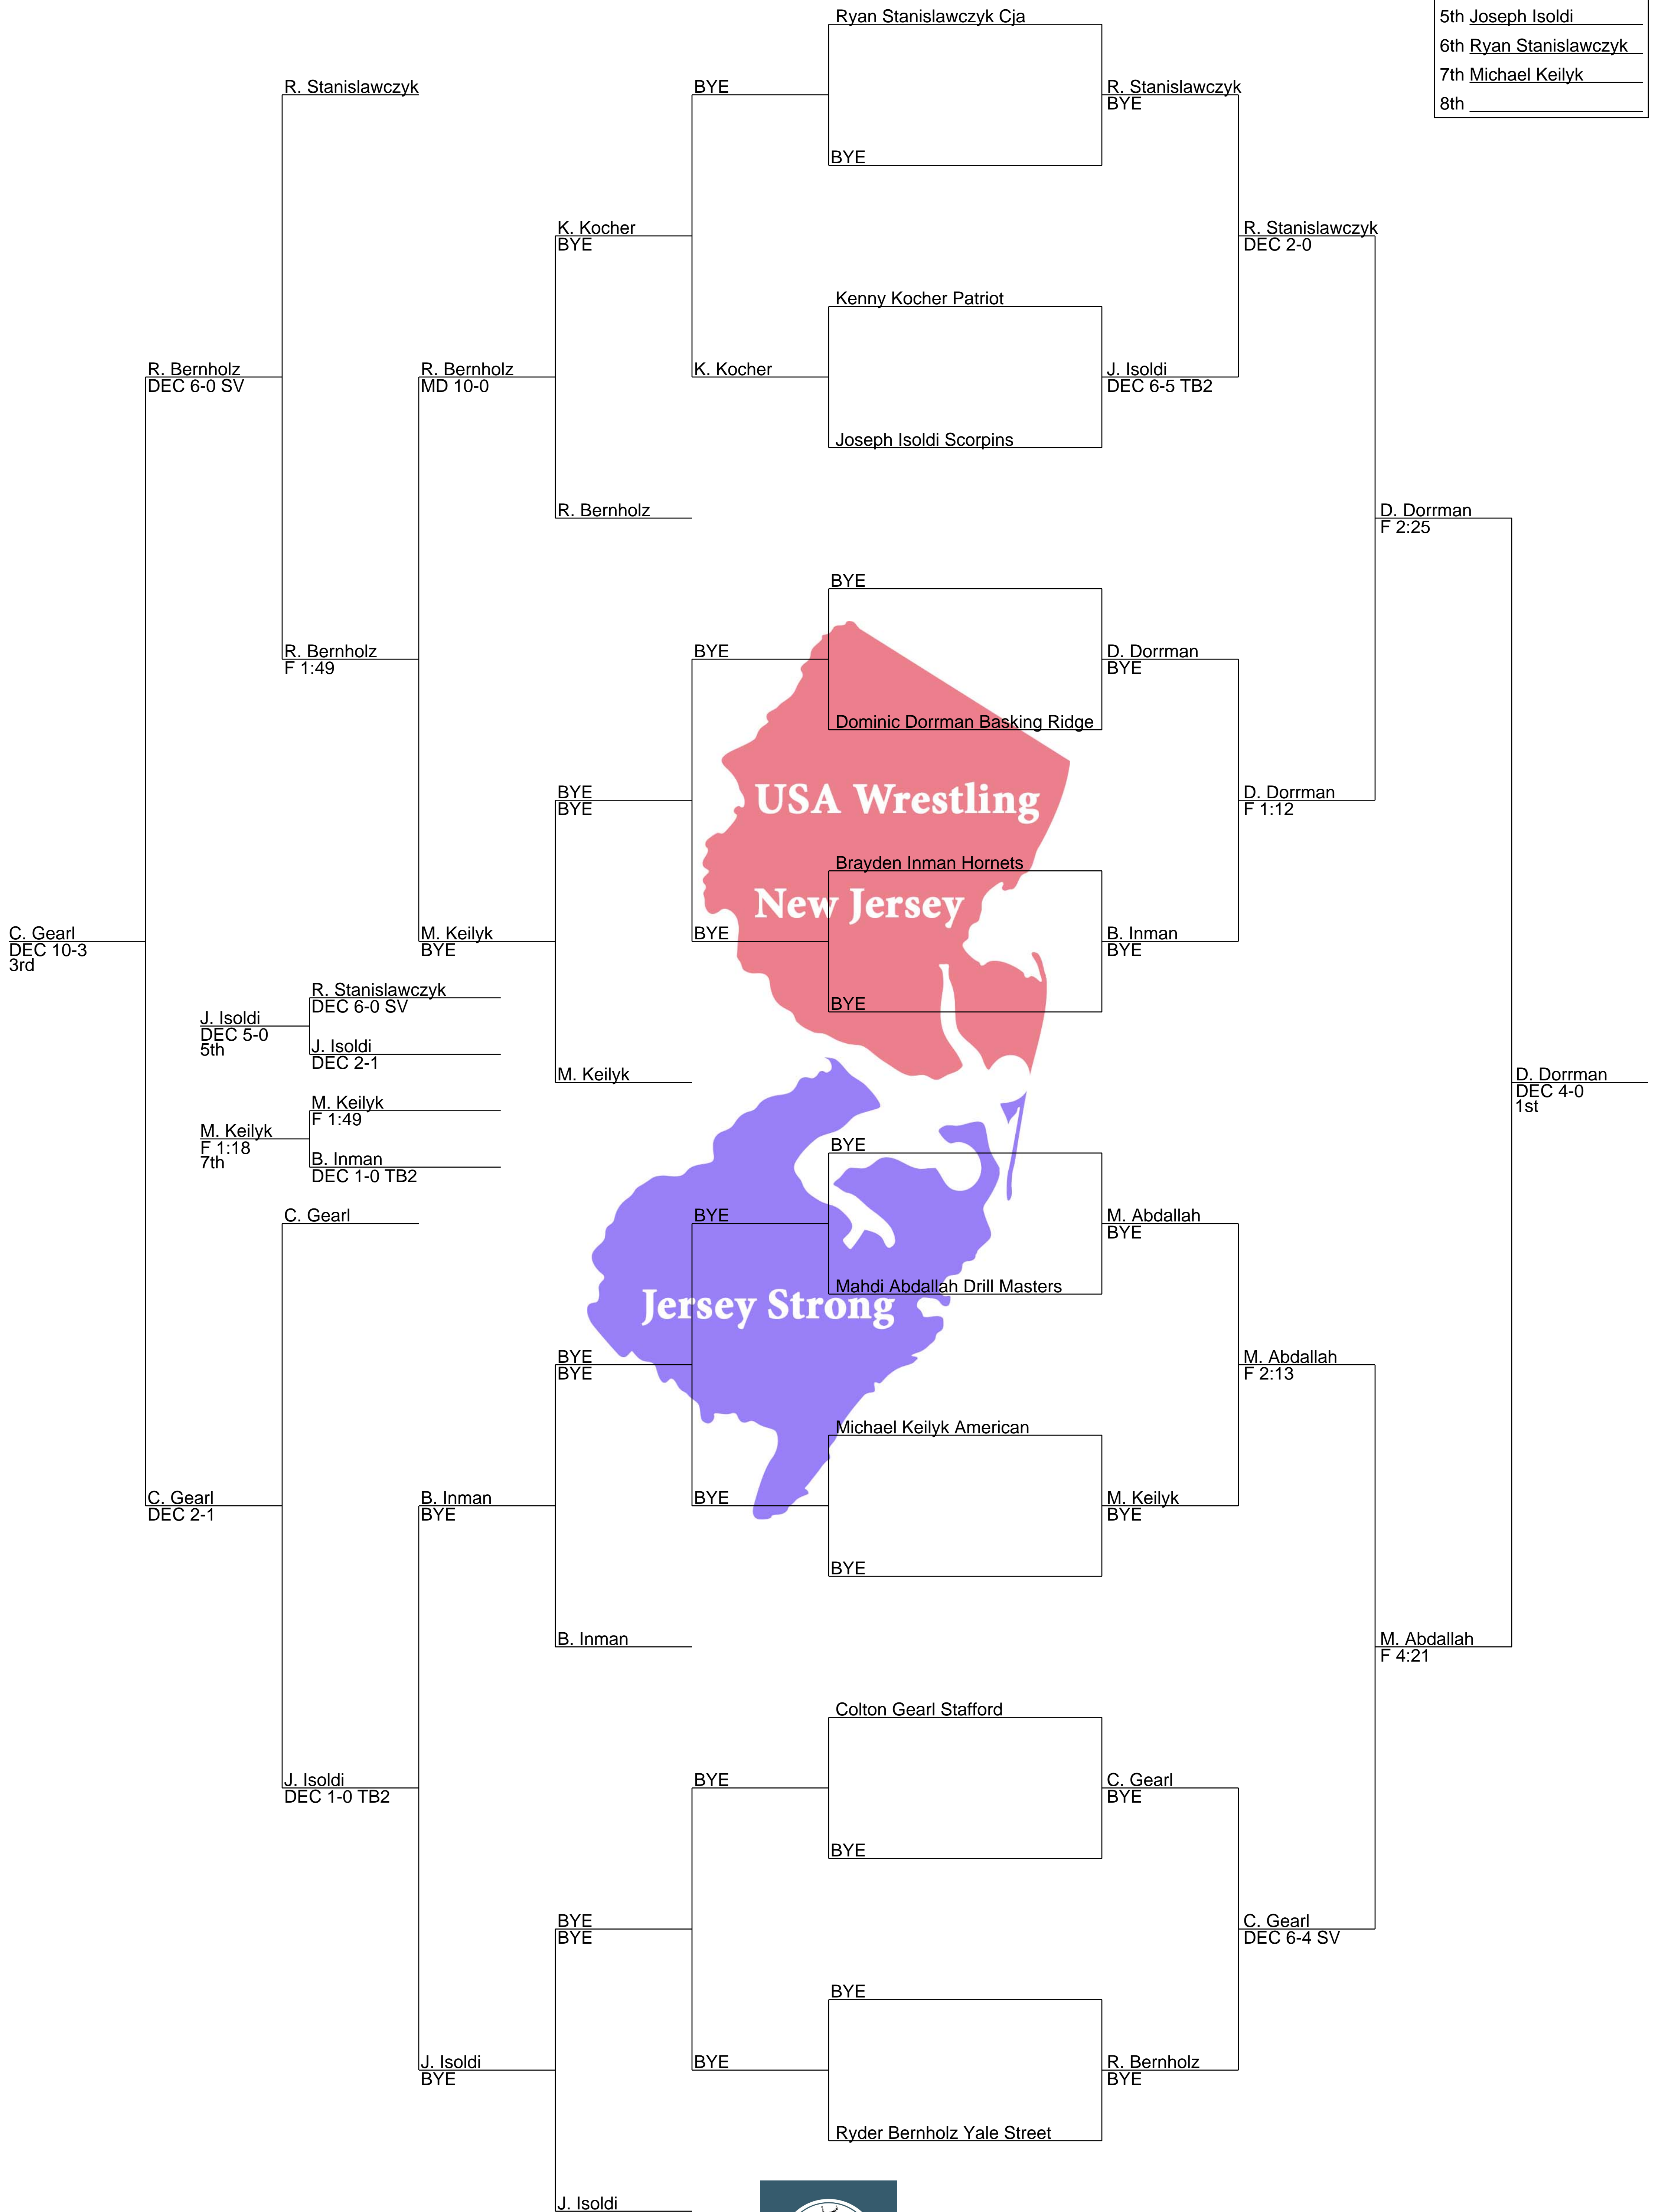 Ryan Stanislawczyk Cja
5th Joseph Isoldi
6th Ryan Stanislawczyk
7th Michael Keilyk
8th
R. Stanislawczyk
BYE
R. Stanislawczyk
BYE
BYE
K. Kocher
BYE
R. Stanislawczyk
DEC 2-0
Kenny Kocher Patriot
R. Bernholz
DEC 6-0 SV
R. Bernholz
MD 10-0
K. Kocher
J. Isoldi
DEC 6-5 TB2
Joseph Isoldi Scorpins
R. Bernholz
D. Dorrman
F 2:25
BYE
R. Bernholz
F 1:49
BYE
D. Dorrman
BYE
Dominic Dorrman Basking Ridge
BYE
BYE
USA Wrestling
D. Dorrman
F 1:12
Brayden Inman Hornets
New Jersey
C. Gearl
DEC 10-3
3rd
M. Keilyk
BYE
BYE
B. Inman
BYE
R. Stanislawczyk
DEC 6-0 SV
BYE
J. Isoldi
DEC 5-0
5th
J. Isoldi
DEC 2-1
M. Keilyk
D. Dorrman
DEC 4-0
1st
M. Keilyk
F 1:49
M. Keilyk
F 1:18
7th
B. Inman
DEC 1-0 TB2
BYE
C. Gearl
BYE
M. Abdallah
BYE
Mahdi Abdallah Drill Masters
Jersey Strong
BYE
BYE
M. Abdallah
F 2:13
Michael Keilyk American
C. Gearl
DEC 2-1
B. Inman
BYE
BYE
M. Keilyk
BYE
BYE
B. Inman
M. Abdallah
F 4:21
Colton Gearl Stafford
J. Isoldi
DEC 1-0 TB2
BYE
C. Gearl
BYE
BYE
BYE
BYE
C. Gearl
DEC 6-4 SV
BYE
J. Isoldi
BYE
BYE
R. Bernholz
BYE
Ryder Bernholz Yale Street
J. Isoldi